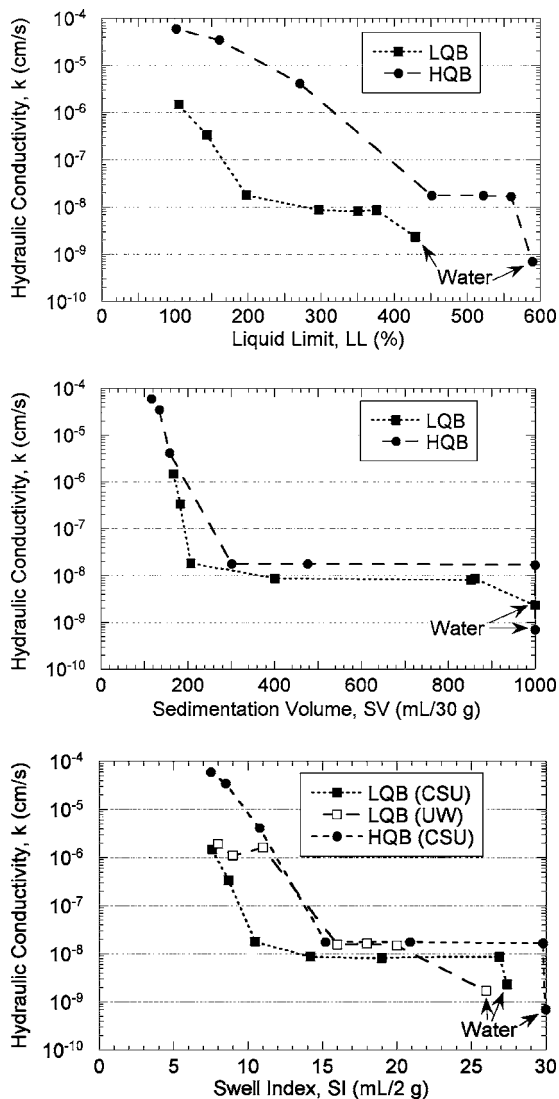 10⁻⁴
10⁻⁵
10⁻⁶
10⁻⁷
10⁻⁸
10⁻⁹
10⁻¹⁰
Hydraulic Conductivity, k (cm/s)
LQB
HQB
Water
0 100 200 300 400 500 600
Liquid Limit, LL (%)
10⁻⁴
10⁻⁵
10⁻⁶
10⁻⁷
10⁻⁸
10⁻⁹
10⁻¹⁰
Hydraulic Conductivity, k (cm/s)
LQB
HQB
Water
0 200 400 600 800 1000
Sedimentation Volume, SV (mL/30 g)
10⁻⁴
10⁻⁵
10⁻⁶
10⁻⁷
10⁻⁸
10⁻⁹
10⁻¹⁰
Hydraulic Conductivity, k (cm/s)
LQB (CSU)
LQB (UW)
HQB (CSU)
Water
0 5 10 15 20 25 30
Swell Index, SI (mL/2 g)